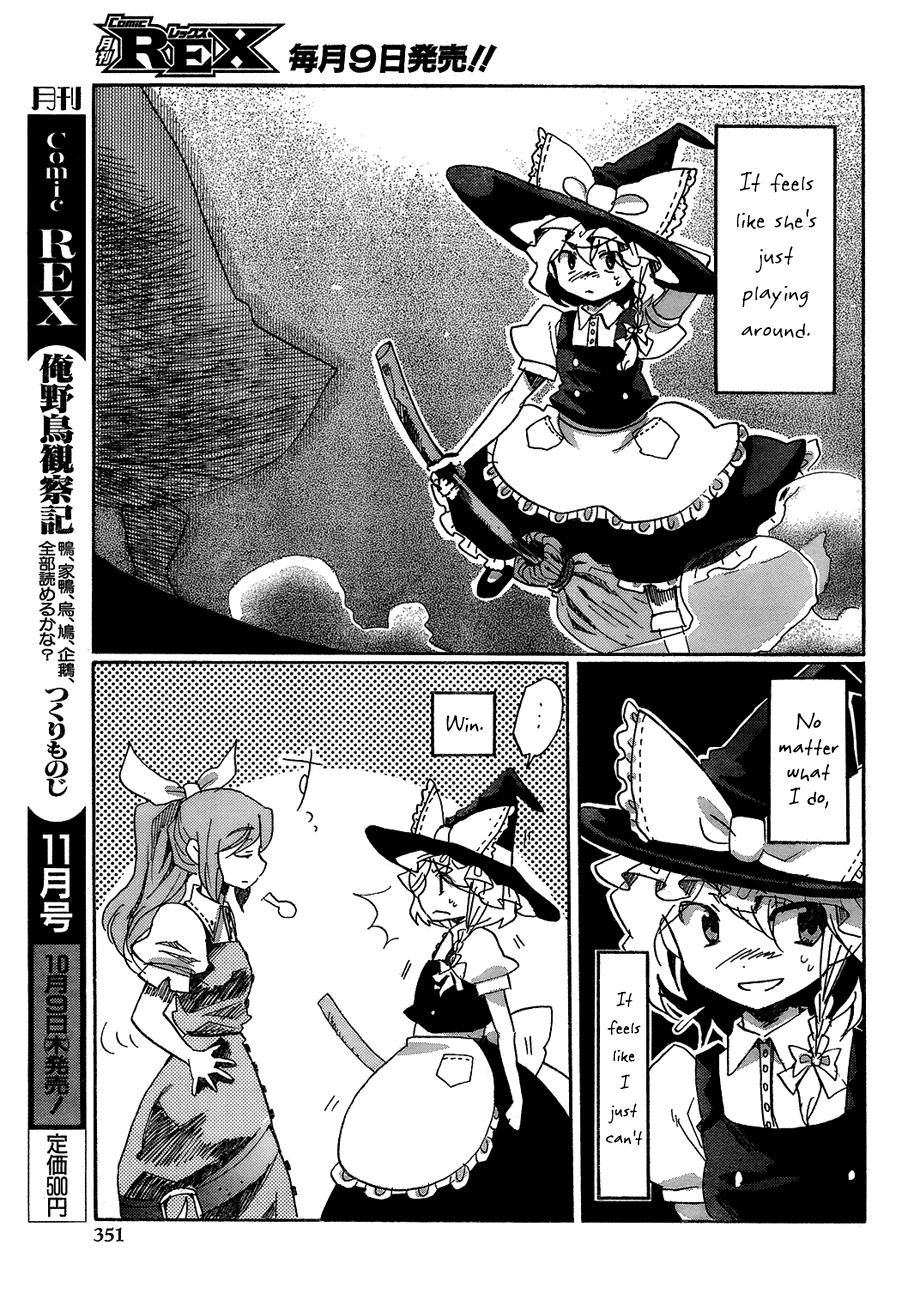 Comic
月刊
レックス
REX
毎月9日発売!!
月刊
Comic REX
俺野鳥観察記
鴨、家鴨、烏、鳩、企鵝、
全部読めるかな?
つくりものじ
11月号
10月9日木発売!
定価500円
It feels
like she's
just
playing
around.
No
matter
what
I do,
It
feels
like
I
just
can't
...
Win.
す
351